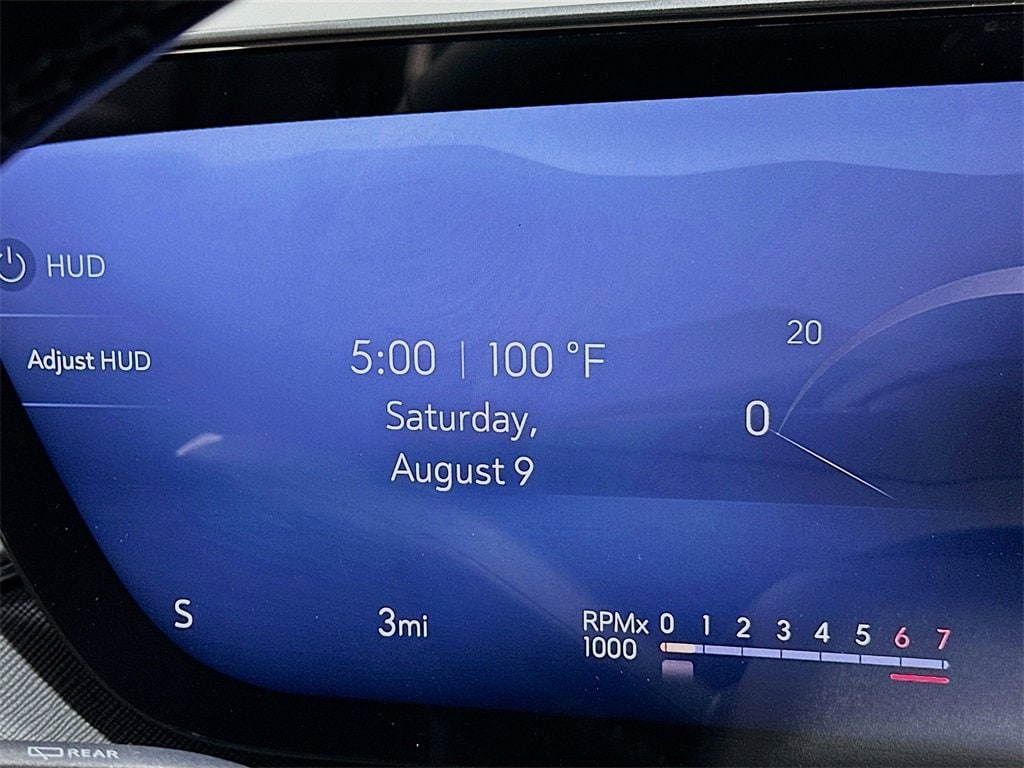 HUD
Adjust HUD
5:00 | 100 °F
Saturday,
August 9
20
0
S
3mi
RPMx
1000
0 1 2 3 4 5 6 7
REAR